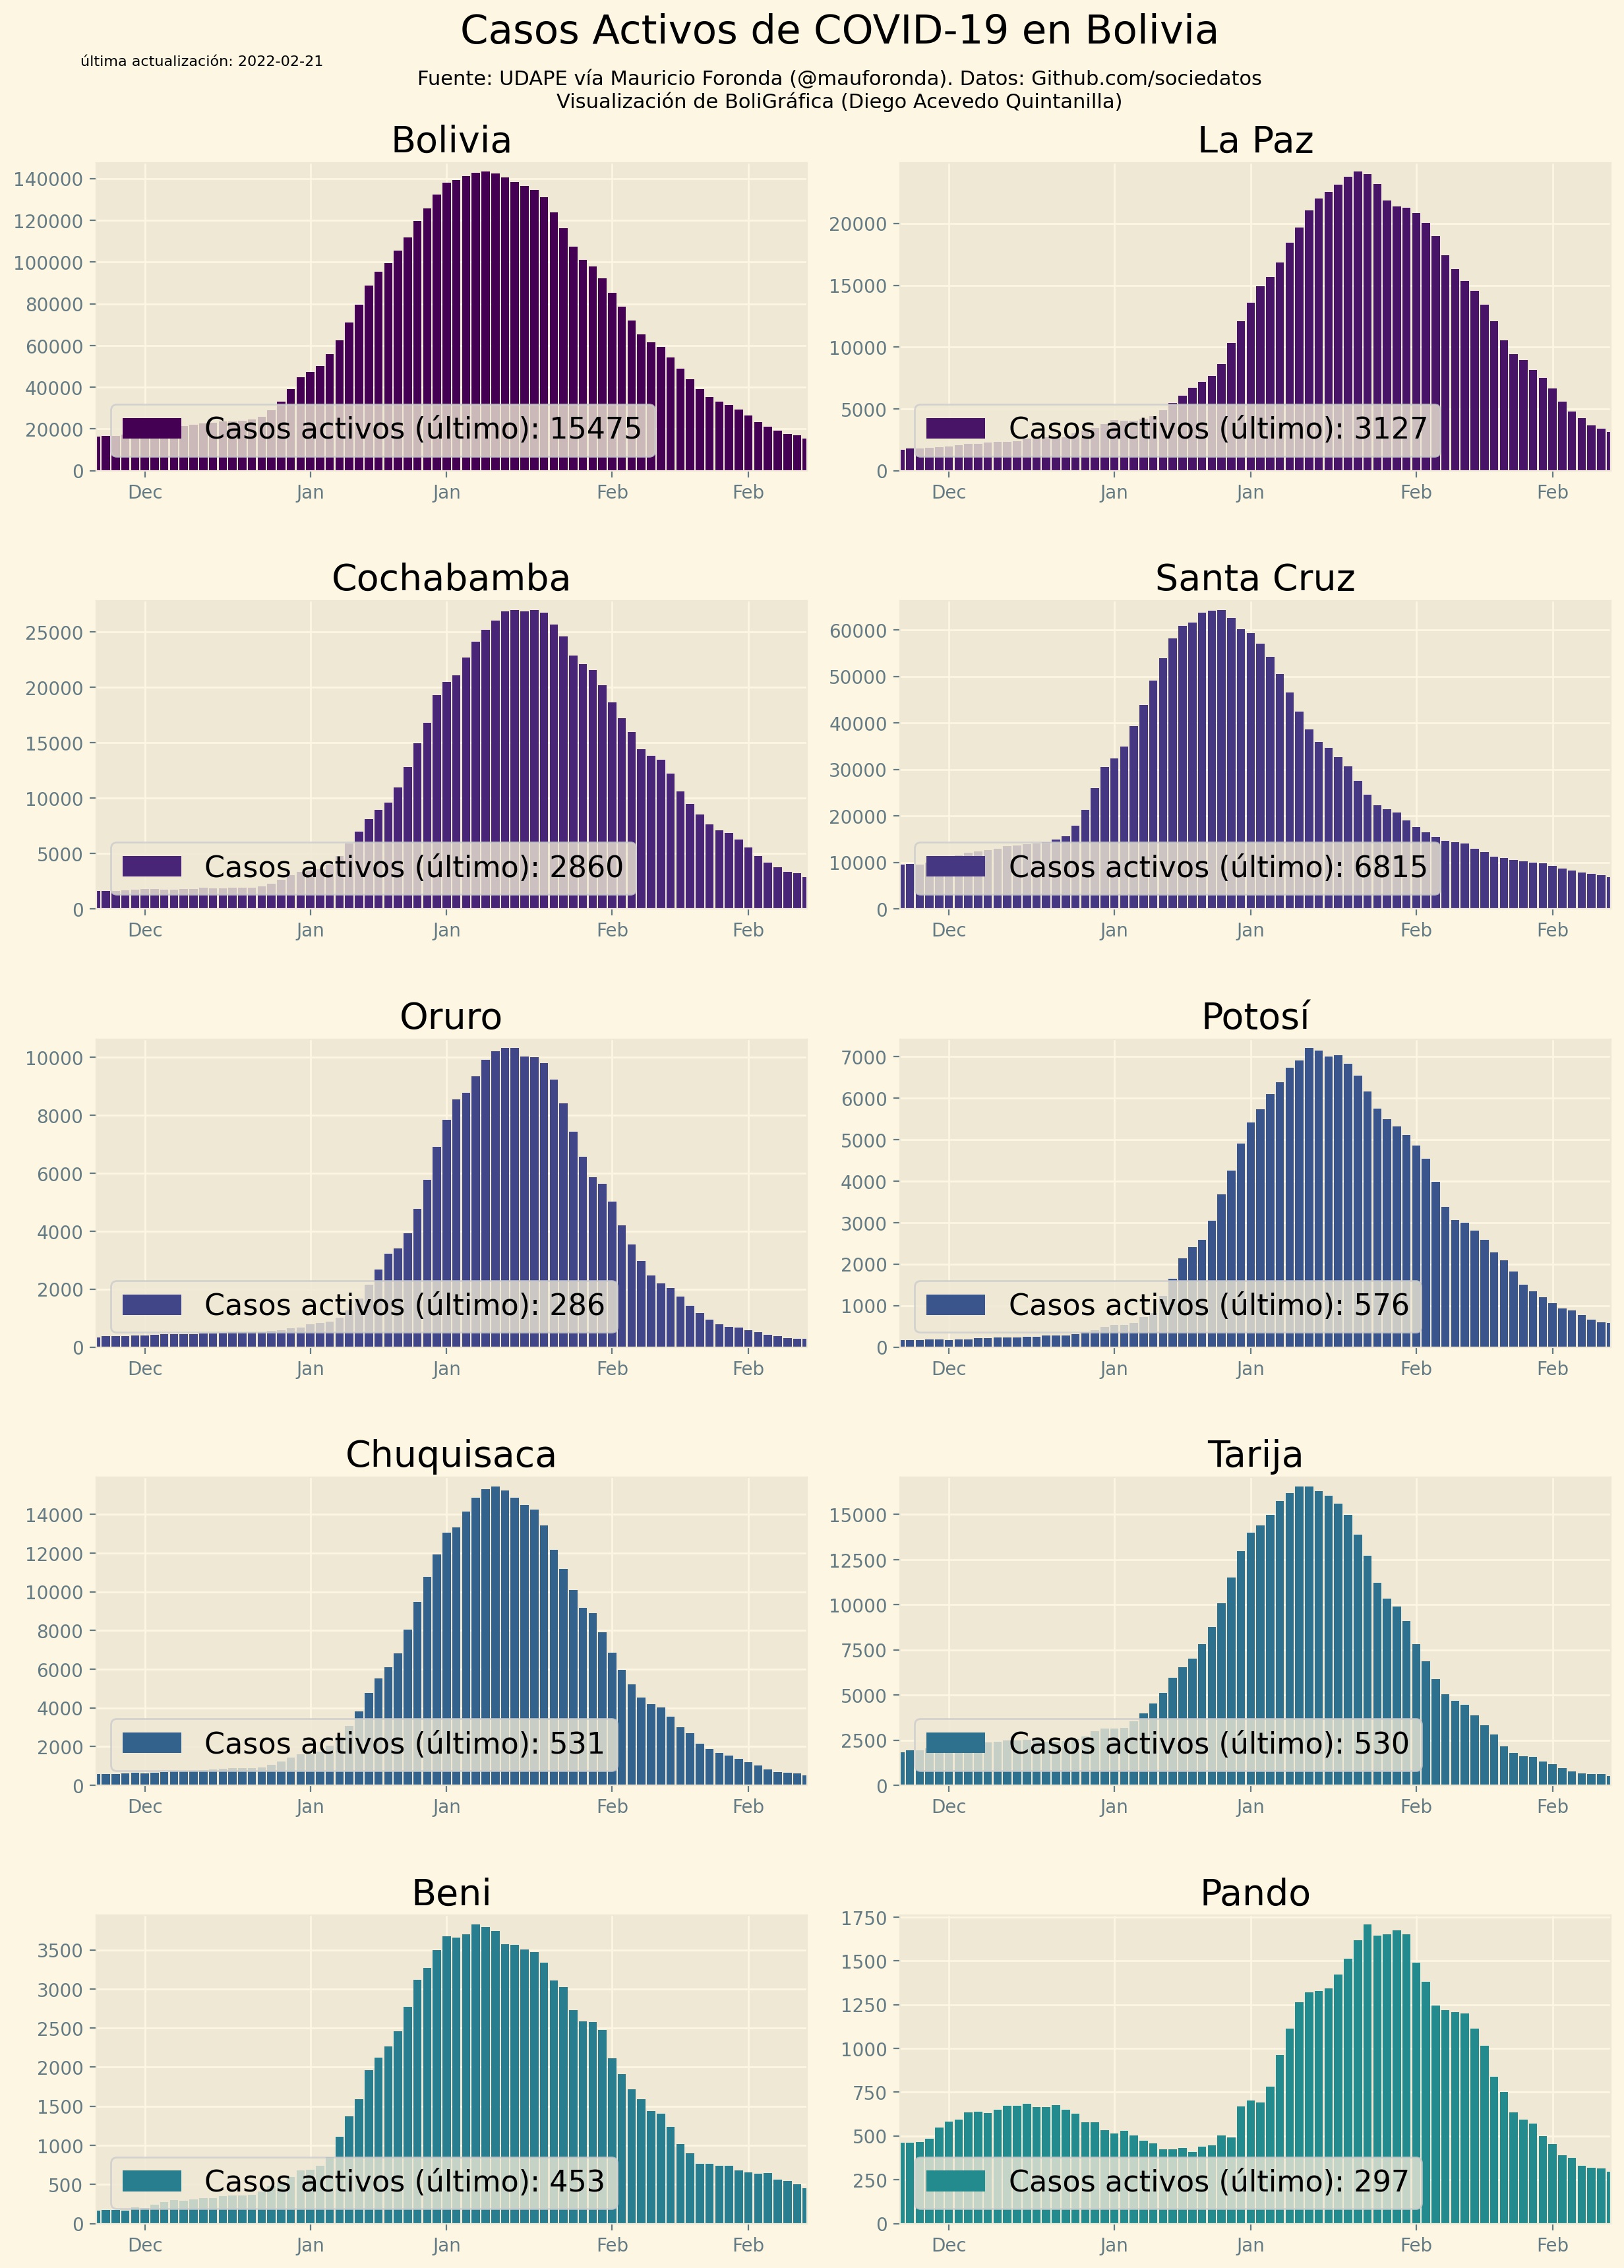 Casos Activos de COVID-19 en Bolivia
última actualización: 2022-02-21
Fuente: UDAPE vía Mauricio Foronda (@mauforonda). Datos: Github.com/sociedatos
Visualización de BoliGráfica (Diego Acevedo Quintanilla)
Bolivia
140000
120000
100000
80000
60000
40000
20000
0
Casos activos (último): 15475
Dec Jan Jan Feb Feb
La Paz
20000
15000
10000
5000
0
Casos activos (último): 3127
Dec Jan Jan Feb Feb
Cochabamba
25000
20000
15000
10000
5000
0
Casos activos (último): 2860
Dec Jan Jan Feb Feb
Santa Cruz
60000
50000
40000
30000
20000
10000
0
Casos activos (último): 6815
Dec Jan Jan Feb Feb
Oruro
10000
8000
6000
4000
2000
0
Casos activos (último): 286
Dec Jan Jan Feb Feb
Potosí
7000
6000
5000
4000
3000
2000
1000
0
Casos activos (último): 576
Dec Jan Jan Feb Feb
Chuquisaca
14000
12000
10000
8000
6000
4000
2000
0
Casos activos (último): 531
Dec Jan Jan Feb Feb
Tarija
15000
12500
10000
7500
5000
2500
0
Casos activos (último): 530
Dec Jan Jan Feb Feb
Beni
3500
3000
2500
2000
1500
1000
500
0
Casos activos (último): 453
Dec Jan Jan Feb Feb
Pando
1750
1500
1250
1000
750
500
250
0
Casos activos (último): 297
Dec Jan Jan Feb Feb